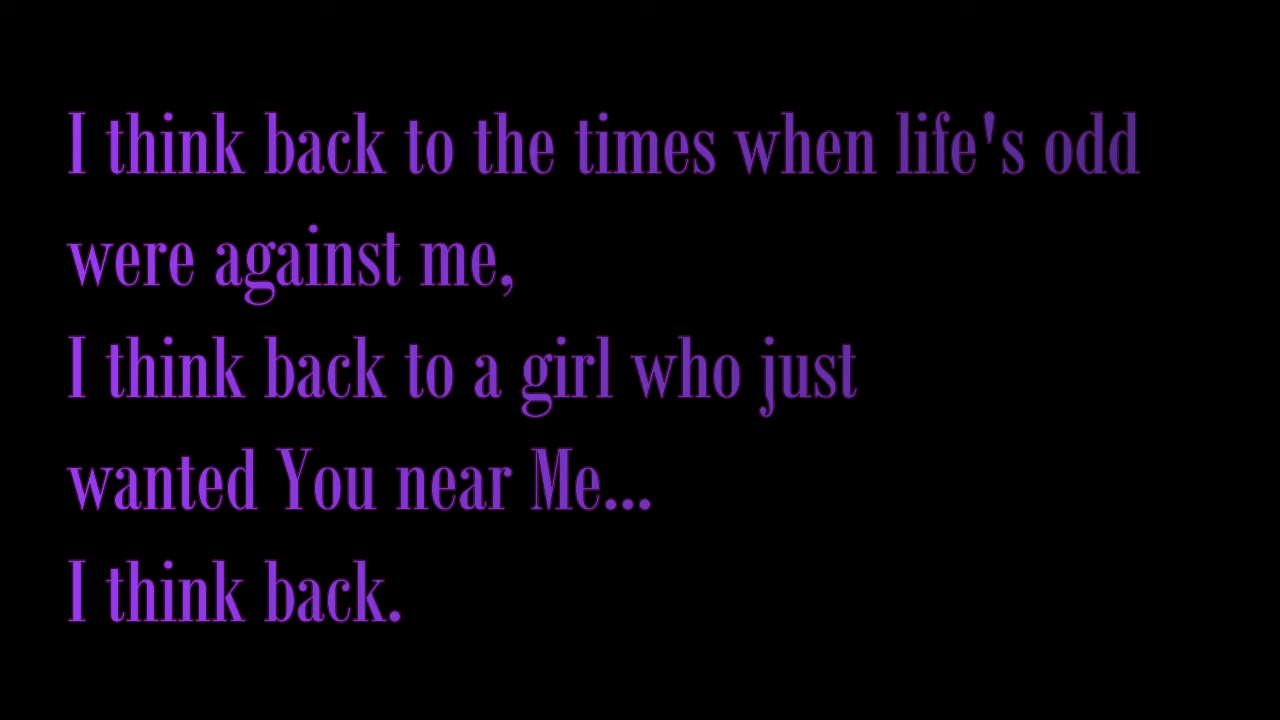 I think back to the times when life's odd
were against me,
I think back to a girl who just
wanted You near Me...
I think back.